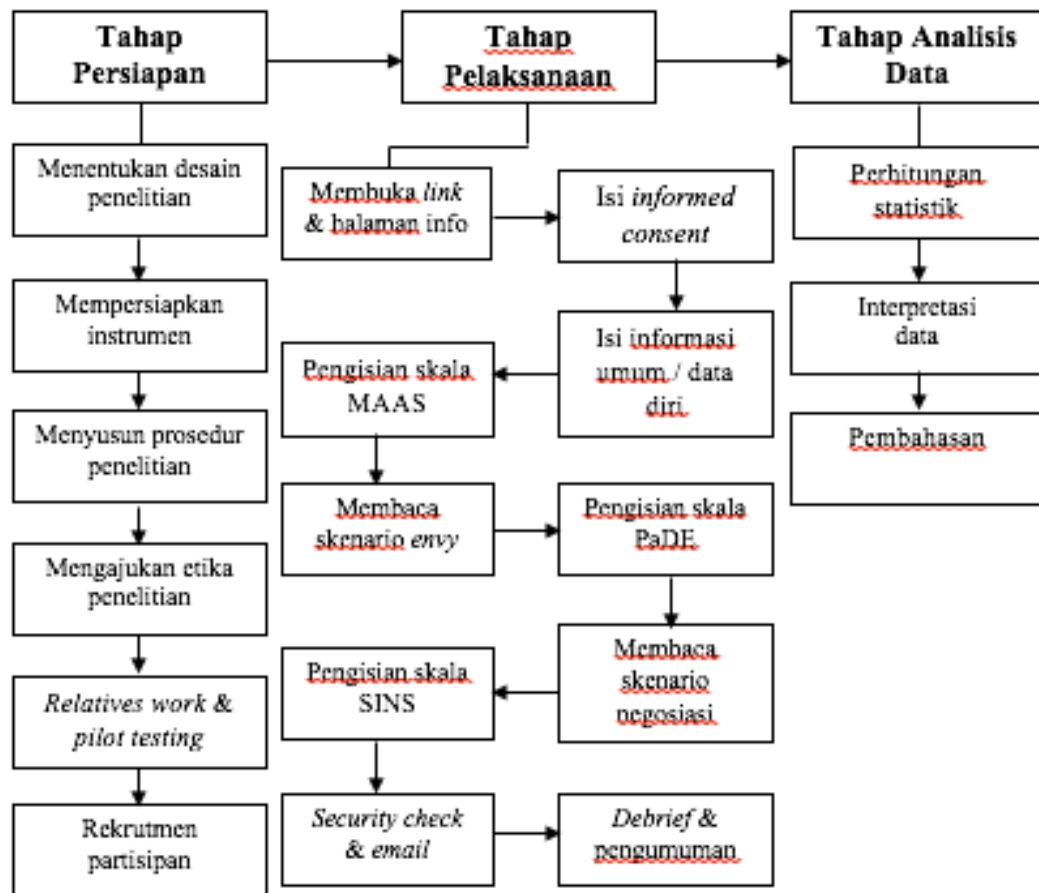 Tahap
Persiapan
Tahap
Pelaksanaan
Tahap Analisis
Data
Menentukan desain
penelitian
Mempersiapkan
instrumen
Menyusun prosedur
penelitian
Mengajukan etika
penelitian
Relatives work &
pilot testing
Rekrutmen
partisipan
Membuka link
& halaman info
Isi informed
consent
Isi informasi
umum / data
diri
Pengisian skala
MAAS
Membaca
skenario envy
Pengisian skala
PaDE
Membaca
skenario
negosiasi
Pengisian skala
SINS
Security check
& email
Debrief &
pengumuman
Perhitungan
statistik
Interpretasi
data
Pembahasan